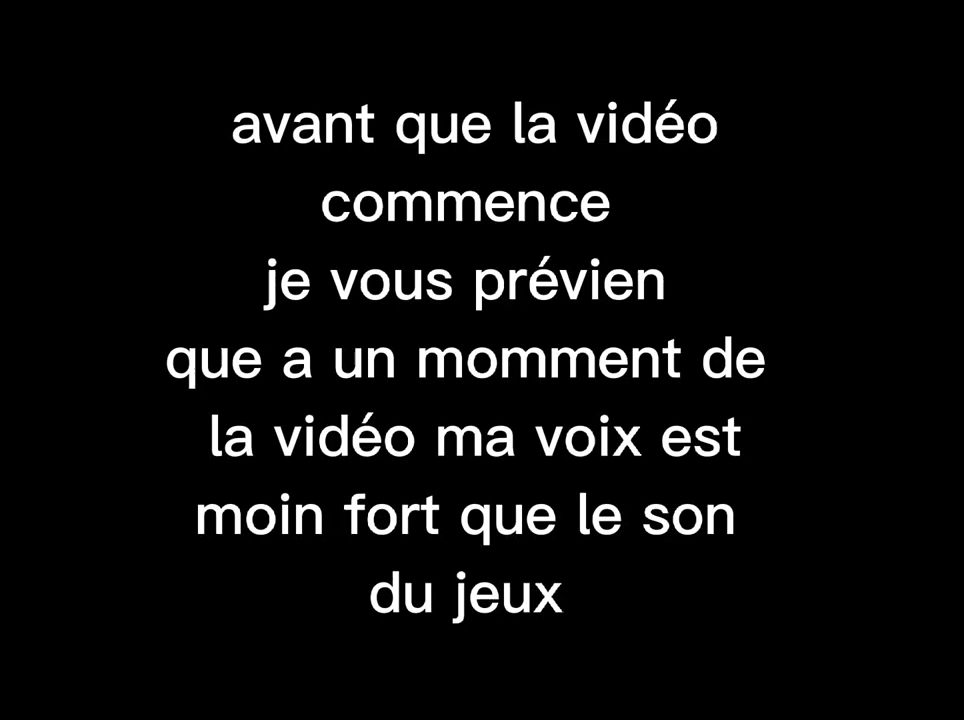 avant que la vidéo
commence
je vous prévien
que a un momment de
la vidéo ma voix est
moin fort que le son
du jeux